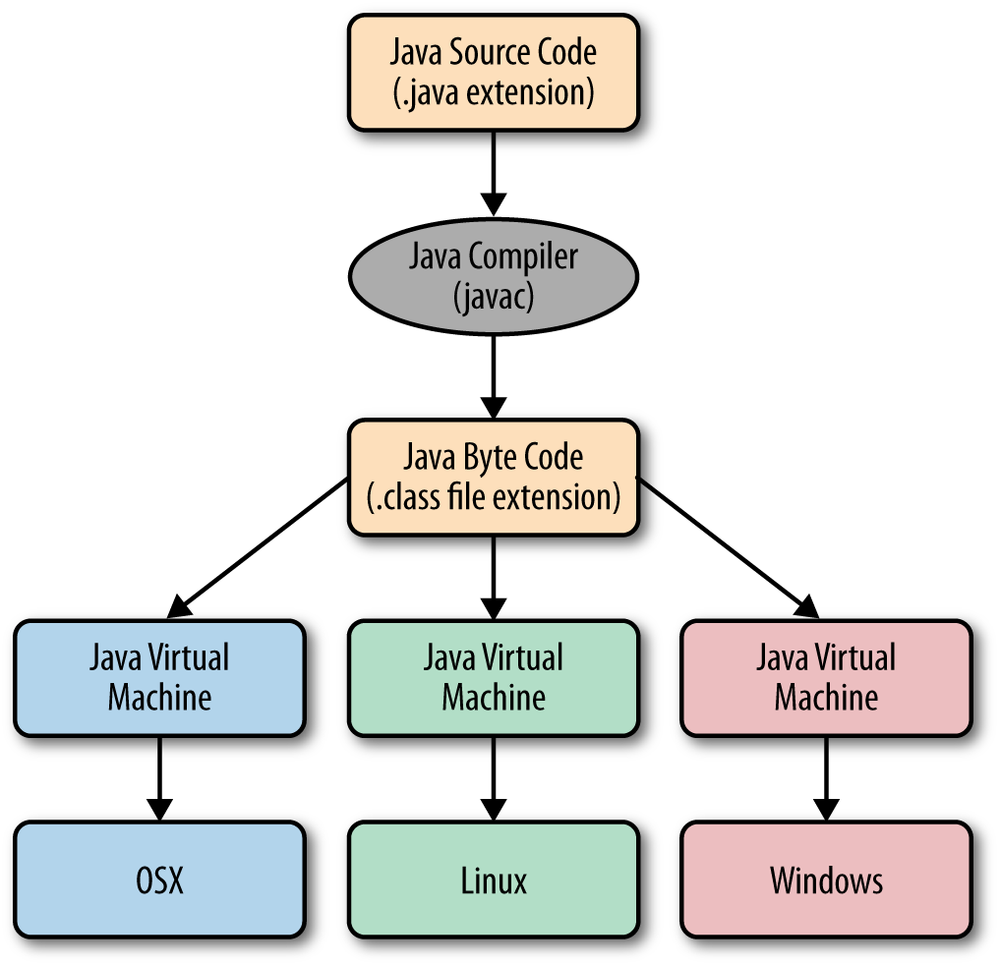 Java Source Code
(.java extension)
Java Compiler
(javac)
Java Byte Code
(.class file extension)
Java Virtual
Machine
Java Virtual
Machine
Java Virtual
Machine
OSX
Linux
Windows